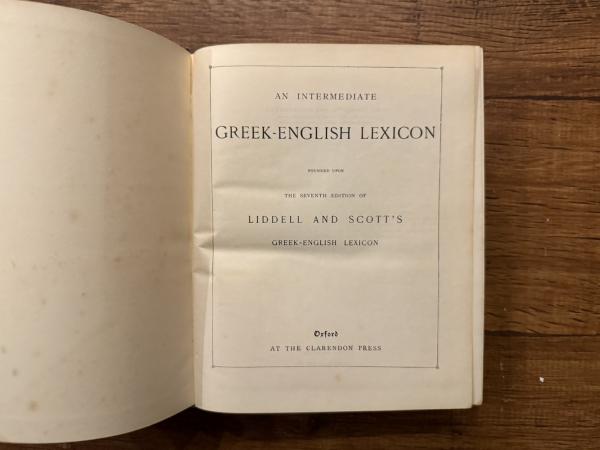 AN INTERMEDIATE
GREEK-ENGLISH LEXICON
FOUNDED UPON
THE SEVENTH EDITION OF
LIDDELL AND SCOTT'S
GREEK-ENGLISH LEXICON
Oxford
AT THE CLARENDON PRESS